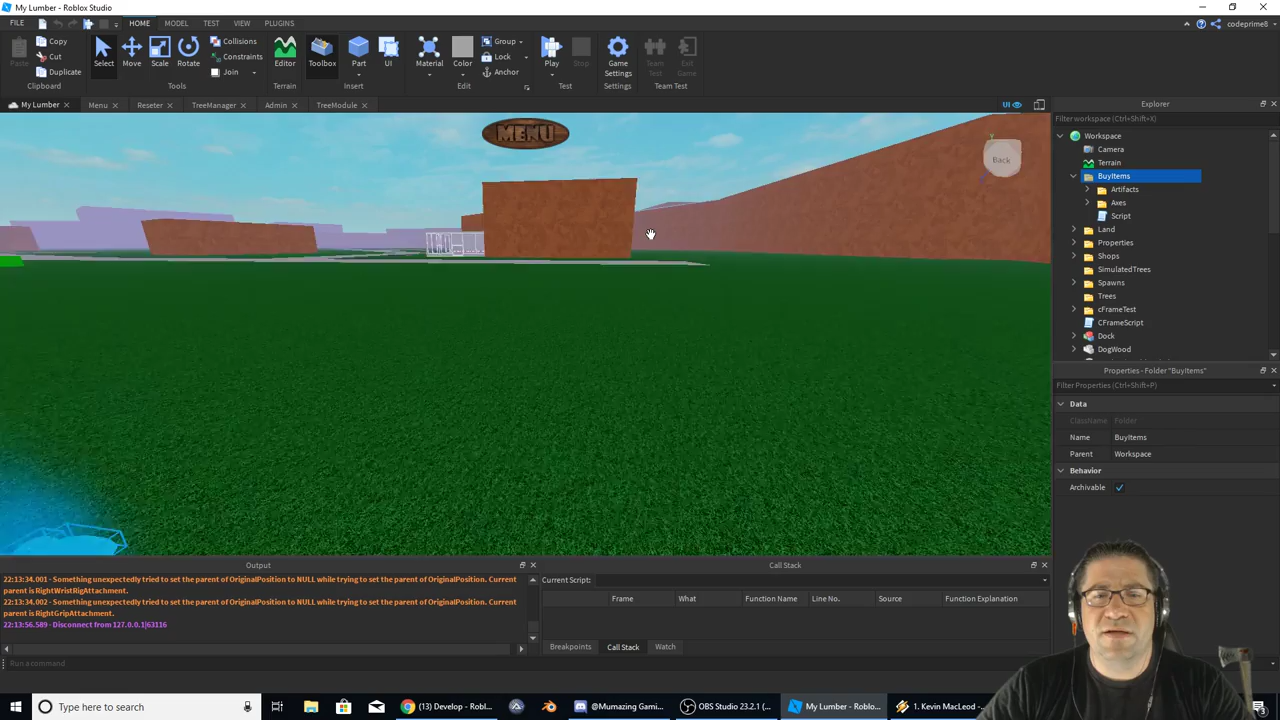 My Lumber - Roblox Studio
FILE HOME MODEL TEST VIEW PLUGINS codeprime8
Paste Copy Cut Duplicate Clipboard
Select Move Scale Rotate Collisions Constraints Join Tools
Editor Terrain
Toolbox Part UI Insert
Material Color Group Lock Anchor Edit
Play Stop Test
Game Settings Settings
Team Test Exit Game Team Test
My Lumber Menu Reseter TreeManager Admin TreeModule UI
MENU
Back
Explorer
Filter workspace (Ctrl+Shift+X)
Workspace
Camera
Terrain
BuyItems
Artifacts
Axes
Script
Land
Properties
Shops
SimulatedTrees
Spawns
Trees
cFrameTest
CFrameScript
Dock
DogWood
Properties - Folder "BuyItems"
Filter Properties (Ctrl+Shift+P)
Data
ClassName Folder
Name BuyItems
Parent Workspace
Behavior
Archivable
Output
22:13:34.001 - Something unexpectedly tried to set the parent of OriginalPosition to NULL while trying to set the parent of OriginalPosition. Current
parent is RightWristRigAttachment.
22:13:34.002 - Something unexpectedly tried to set the parent of OriginalPosition to NULL while trying to set the parent of OriginalPosition. Current
parent is RightGripAttachment.
22:13:56.589 - Disconnect from 127.0.0.1|63116
Call Stack
Current Script:
Frame What Function Name Line No. Source Function Explanation
Breakpoints Call Stack Watch
Run a command
Type here to search
(13) Develop - Robl...
@Mumazing Gami...
OBS Studio 23.2.1 (...
My Lumber - Roblo...
1. Kevin MacLeod -...